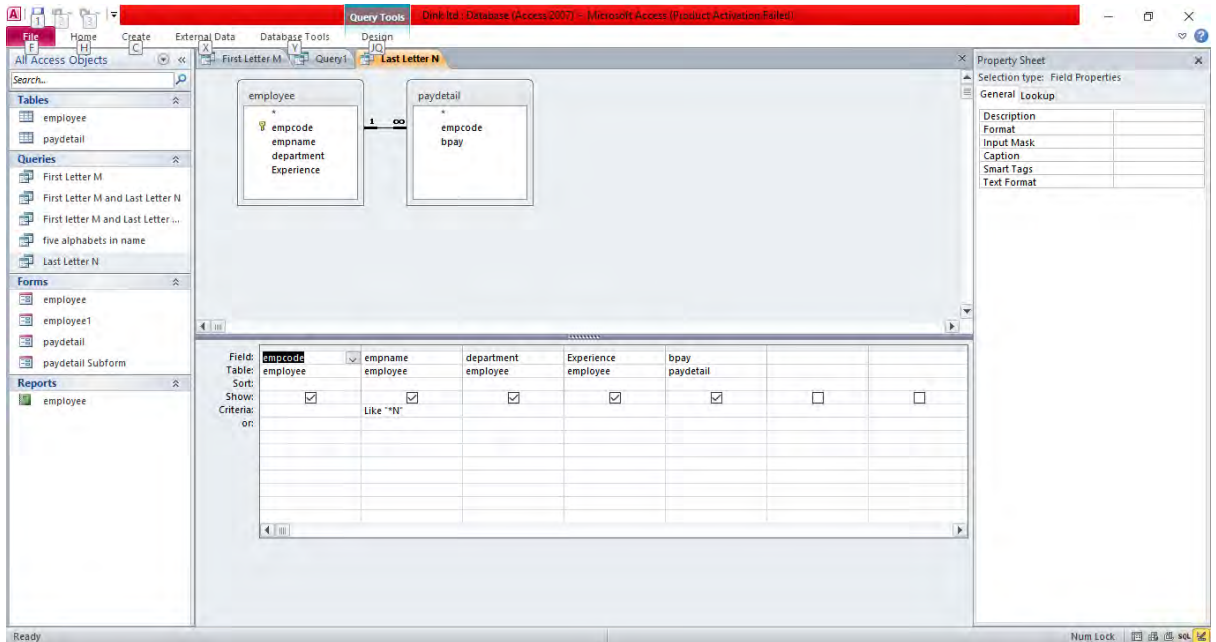 A 1 2 3
Query Tools Dink ltd : Database (Access 2007) - Microsoft Access (Product Activation Failed)
File Home Create External Data Database Tools Design
F H C X Y JQ
All Access Objects
Search...
Tables
employee
paydetail
Queries
First Letter M
First Letter M and Last Letter N
First letter M and Last Letter ...
five alphabets in name
Last Letter N
Forms
employee
employee1
paydetail
paydetail Subform
Reports
employee
First Letter M Query1 Last Letter N
employee
*
empcode
empname
department
Experience
1 ∞
paydetail
*
empcode
bpay
Field: empcode empname department Experience bpay
Table: employee employee employee employee paydetail
Sort:
Show:
Criteria: Like "*N"
or:
Property Sheet
Selection type: Field Properties
General Lookup
Description
Format
Input Mask
Caption
Smart Tags
Text Format
Ready Num Lock SQL